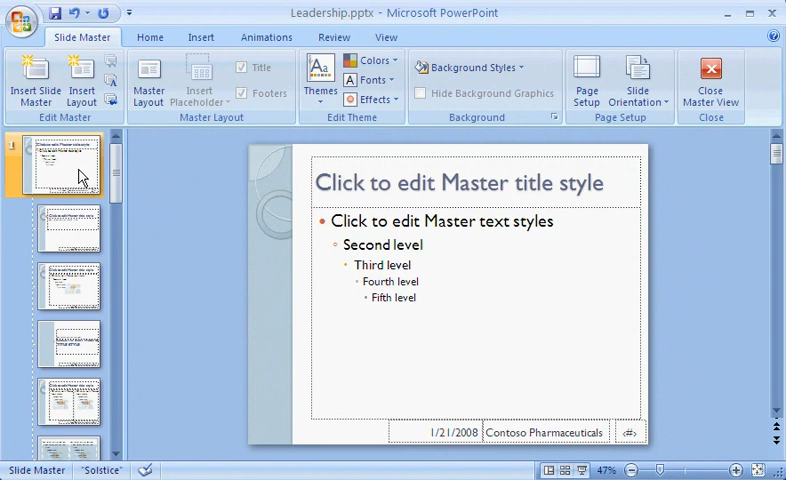 Leadership.pptx - Microsoft PowerPoint
Slide Master Home Insert Animations Review View
Insert Slide Master
Insert Layout
Edit Master
Master Layout
Insert Placeholder
Title
Footers
Master Layout
Themes
Colors
Fonts
Effects
Edit Theme
Background Styles
Hide Background Graphics
Background
Page Setup
Slide Orientation
Page Setup
Close Master View
Close
1
Click to edit Master title style
Click to edit Master text styles
Second level
Third level
Fourth level
Fifth level
1/21/2008 Contoso Pharmaceuticals ‹#›
Slide Master "Solstice" 47%